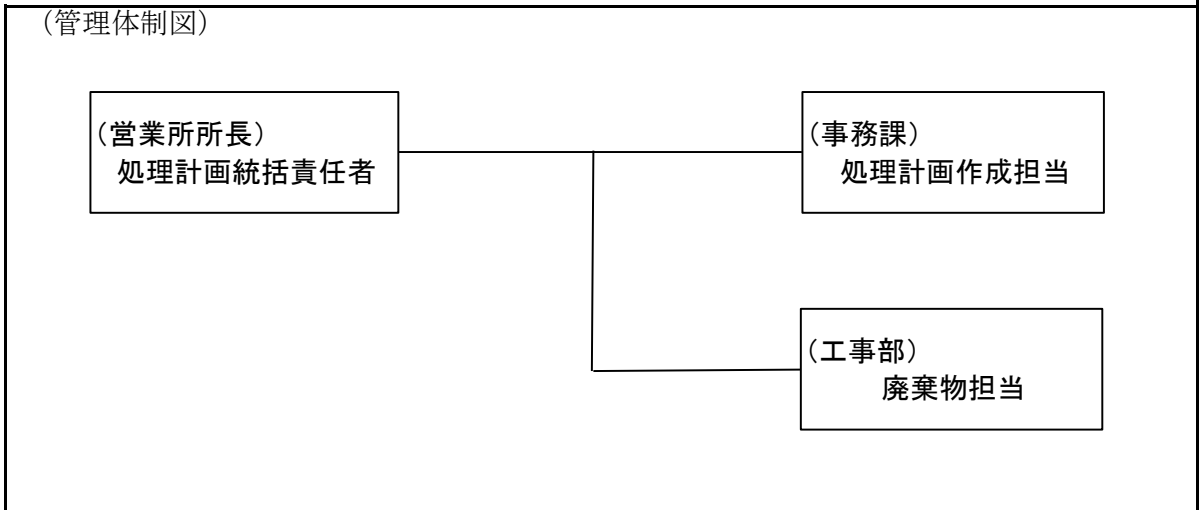 （管理体制図）
（営業所所長）
処理計画統括責任者
（事務課）
処理計画作成担当
（工事部）
廃棄物担当